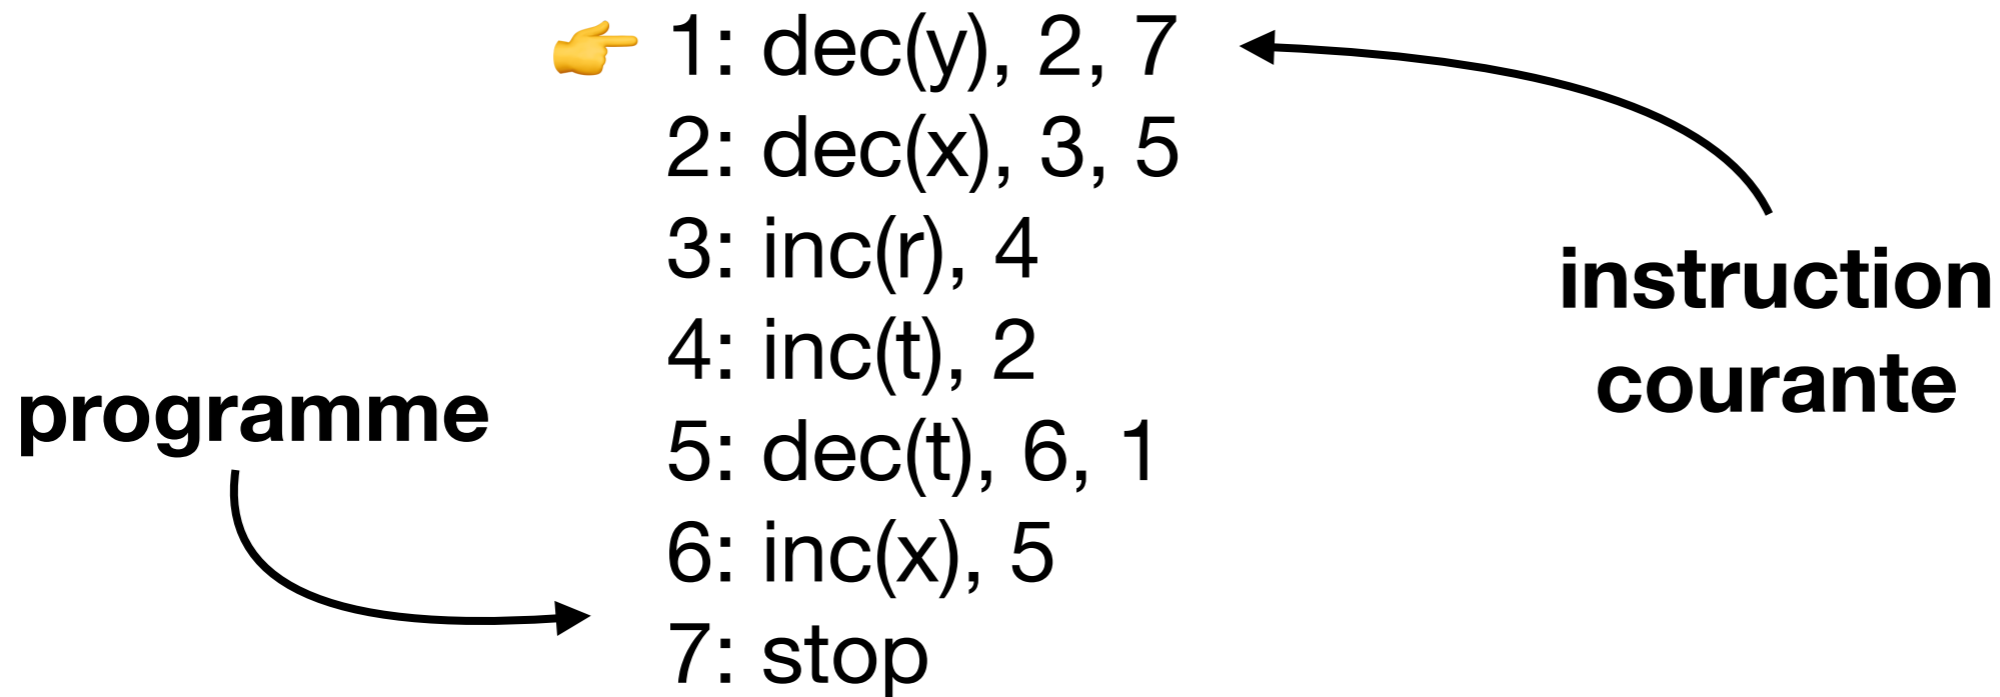 1: dec(y), 2, 7
2: dec(x), 3, 5
3: inc(r), 4
4: inc(t), 2
5: dec(t), 6, 1
6: inc(x), 5
7: stop
programme
instruction
courante